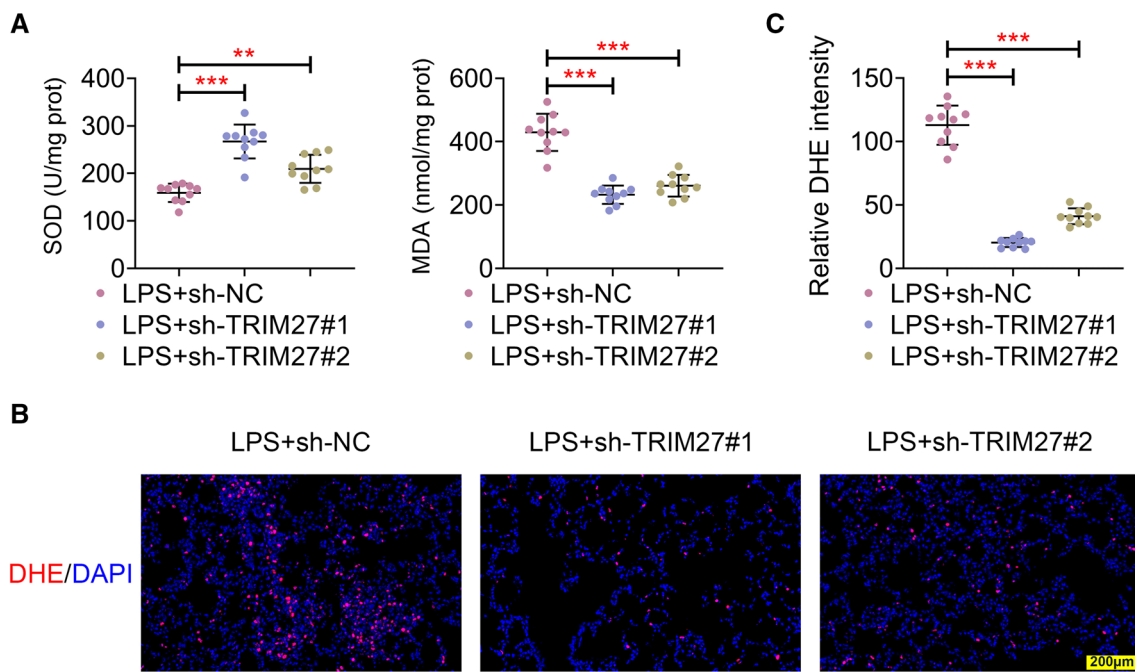 A
C
SOD (U/mg prot)
400
300
200
100
0
**
***
LPS+sh-NC
LPS+sh-TRIM27#1
LPS+sh-TRIM27#2
MDA (nmol/mg prot)
600
400
200
0
***
***
LPS+sh-NC
LPS+sh-TRIM27#1
LPS+sh-TRIM27#2
Relative DHE intensity
150
100
50
0
***
***
LPS+sh-NC
LPS+sh-TRIM27#1
LPS+sh-TRIM27#2
B
LPS+sh-NC
LPS+sh-TRIM27#1
LPS+sh-TRIM27#2
DHE/DAPI
200μm